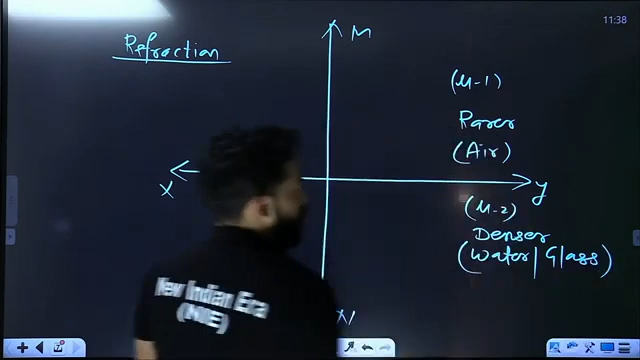 11:38
Refraction
M
(M-1)
Rarer
(Air)
X
y
(M-2)
Denser
(Water/Glass)
New Indian Era
(NIE)